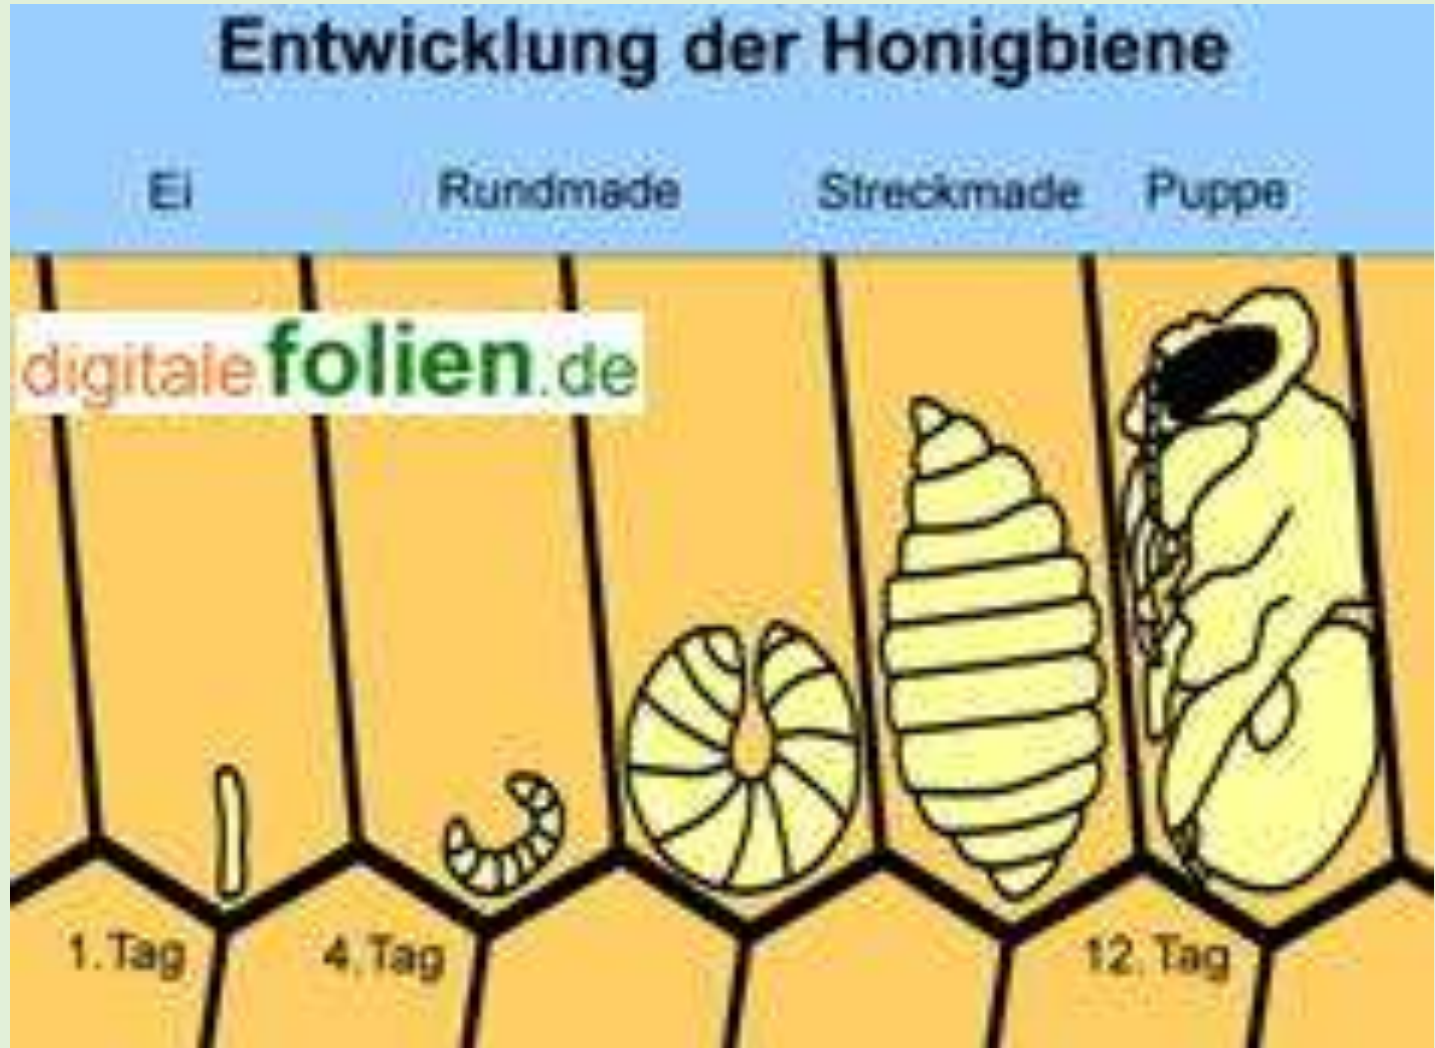 Entwicklung der Honigbiene
Ei Rundmade Streckmade Puppe
digitalefolien.de
1. Tag 4. Tag 12. Tag